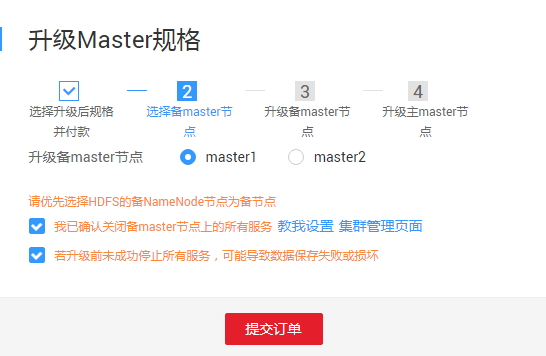 升级Master规格
2
3
4
选择升级后规格并付款
选择备master节点
升级备master节点
升级主master节点
升级备master节点 master1 master2
请优先选择HDFS的备NameNode节点为备节点
我已确认关闭备master节点上的所有服务 教我设置 集群管理页面
若升级前未成功停止所有服务，可能导致数据保存失败或损坏
提交订单